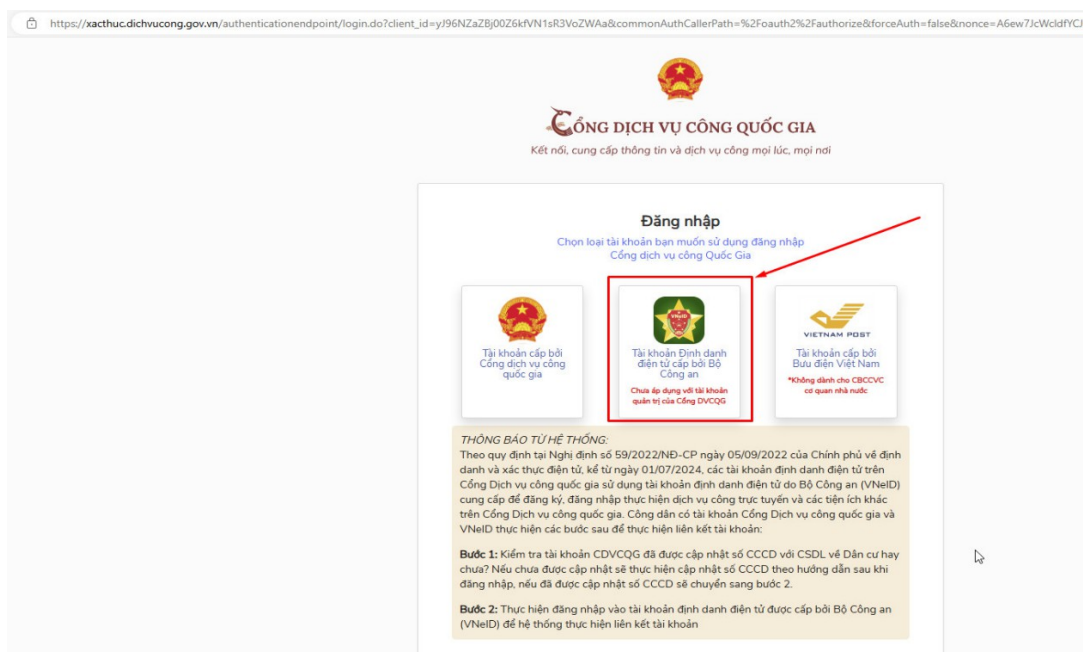 https://xacthuc.dichvucong.gov.vn/authenticationendpoint/login.do?client_id=yJ96NZaZBj00Z6kfVN1sR3VoZWAa&commonAuthCallerPath=%2Foauth2%2Fauthorize&forceAuth=false&nonce=A6ew7JcWcldfYCJ
CỔNG DỊCH VỤ CÔNG QUỐC GIA
Kết nối, cung cấp thông tin và dịch vụ công mọi lúc, mọi nơi
Đăng nhập
Chọn loại tài khoản bạn muốn sử dụng đăng nhập
Cổng dịch vụ công Quốc Gia
Tài khoản cấp bởi
Cổng dịch vụ công
quốc gia
VNeID
Tài khoản Định danh
điện tử cấp bởi Bộ
Công an
Chưa áp dụng với tài khoản
quản trị của Cổng DVCQG
VIETNAM POST
Tài khoản cấp bởi
Bưu điện Việt Nam
*Không dành cho CBCCVC
cơ quan nhà nước
THÔNG BÁO TỪ HỆ THỐNG:
Theo quy định tại Nghị định số 59/2022/NĐ-CP ngày 05/09/2022 của Chính phủ về định
danh và xác thực điện tử, kể từ ngày 01/07/2024, các tài khoản định danh điện tử trên
Cổng Dịch vụ công quốc gia sử dụng tài khoản định danh điện tử do Bộ Công an (VNeID)
cung cấp để đăng ký, đăng nhập thực hiện dịch vụ công trực tuyến và các tiện ích khác
trên Cổng Dịch vụ công quốc gia. Công dân có tài khoản Cổng Dịch vụ công quốc gia và
VNeID thực hiện các bước sau để thực hiện liên kết tài khoản:
Bước 1: Kiểm tra tài khoản CDVCQG đã được cập nhật số CCCD với CSDL về Dân cư hay
chưa? Nếu chưa được cập nhật sẽ thực hiện cập nhật số CCCD theo hướng dẫn sau khi
đăng nhập, nếu đã được cập nhật số CCCD sẽ chuyển sang bước 2.
Bước 2: Thực hiện đăng nhập vào tài khoản định danh điện tử được cấp bởi Bộ Công an
(VNeID) để hệ thống thực hiện liên kết tài khoản